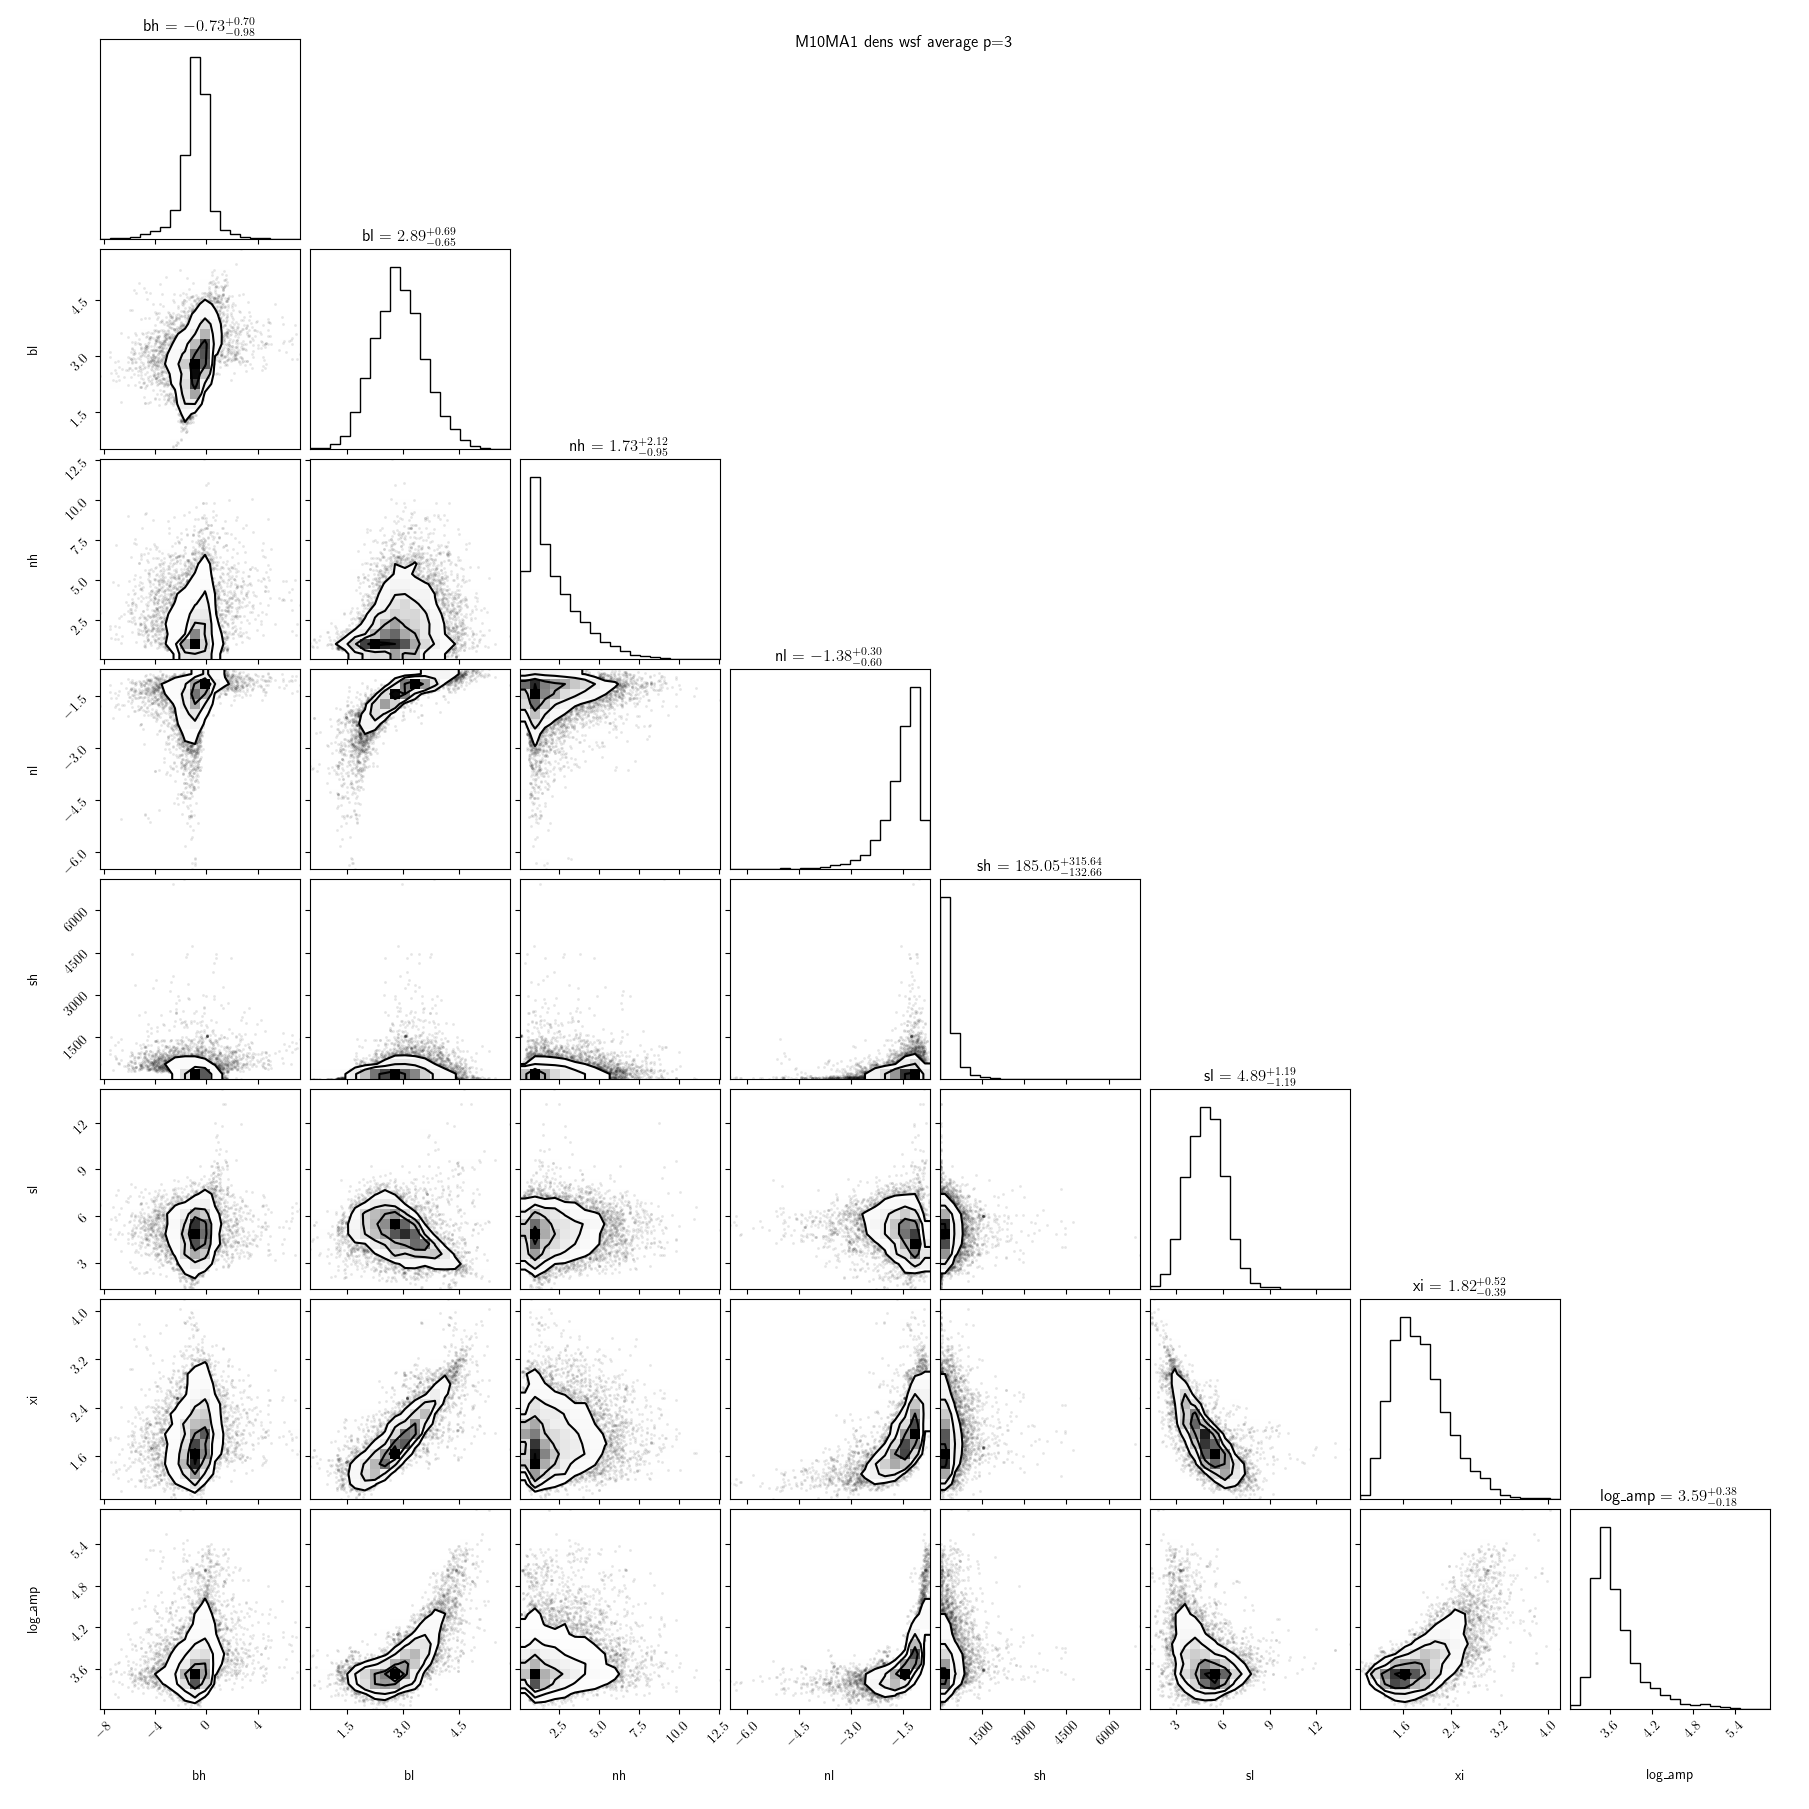 bh = −0.73 +0.70 −0.98
M10MA1 dens wsf average p=3
bl = 2.89 +0.69 −0.65
4.5
3.0
1.5
bl
nh = 1.73 +2.12 −0.95
12.5
10.0
7.5
5.0
2.5
nh
nl = −1.38 +0.30 −0.60
−1.5
−3.0
−4.5
−6.0
nl
sh = 185.05 +315.64 −132.66
6000
4500
3000
1500
sh
sl = 4.89 +1.19 −1.19
12
9
6
3
sl
xi = 1.82 +0.52 −0.39
4.0
3.2
2.4
1.6
xi
log_amp = 3.59 +0.38 −0.18
5.4
4.8
4.2
3.6
log_amp
−8 −4 0 4 1.5 3.0 4.5 2.5 5.0 7.5 10.0 12.5 −6.0 −4.5 −3.0 −1.5 1500 3000 4500 6000 3 6 9 12 1.6 2.4 3.2 4.0 3.6 4.2 4.8 5.4
bh bl nh nl sh sl xi log_amp